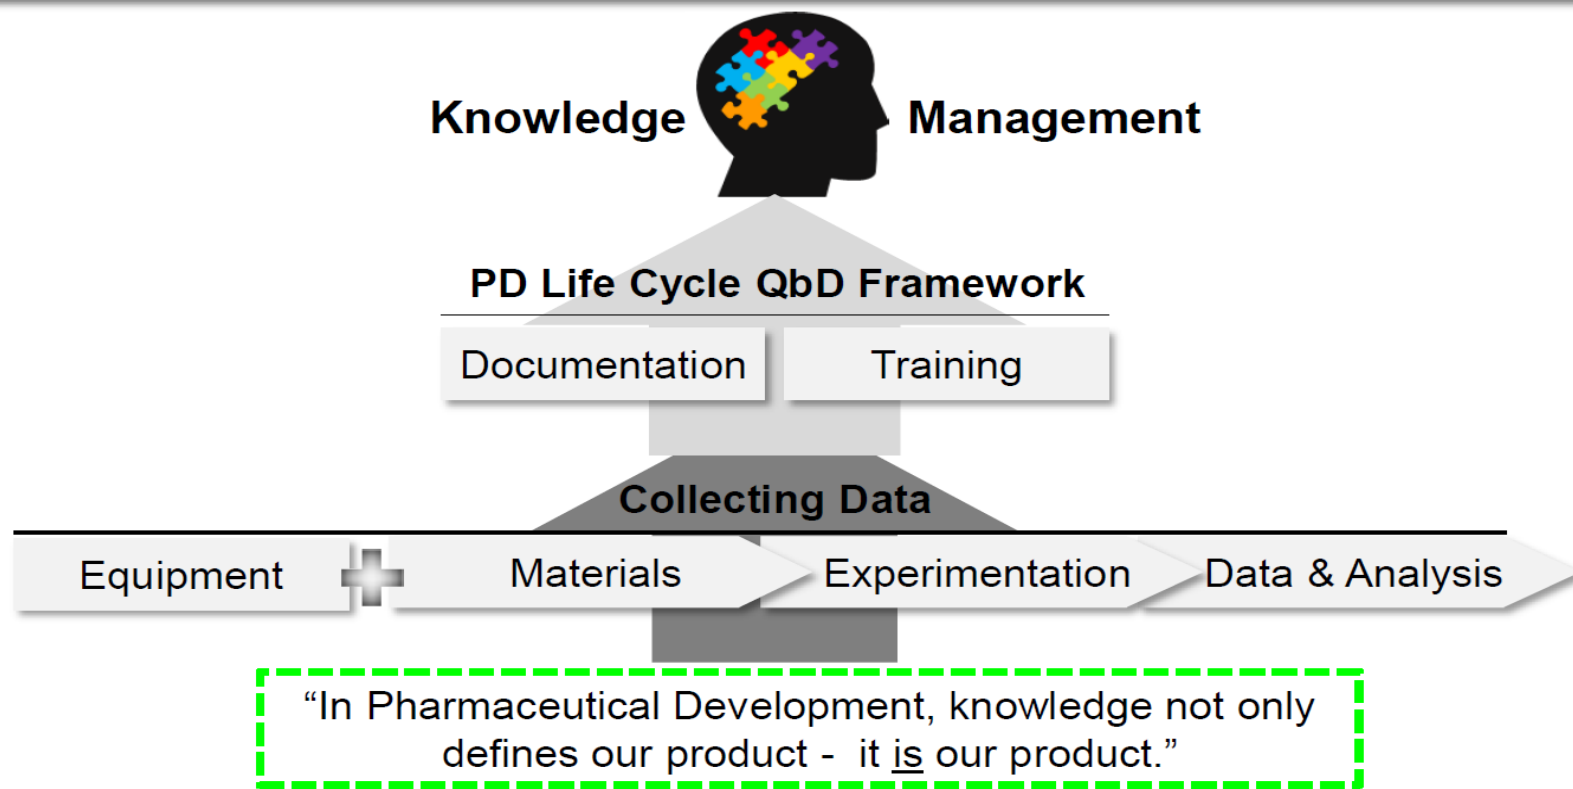 Knowledge Management
PD Life Cycle QbD Framework
Documentation Training
Collecting Data
Equipment Materials Experimentation Data & Analysis
“In Pharmaceutical Development, knowledge not only
defines our product - it is our product.”